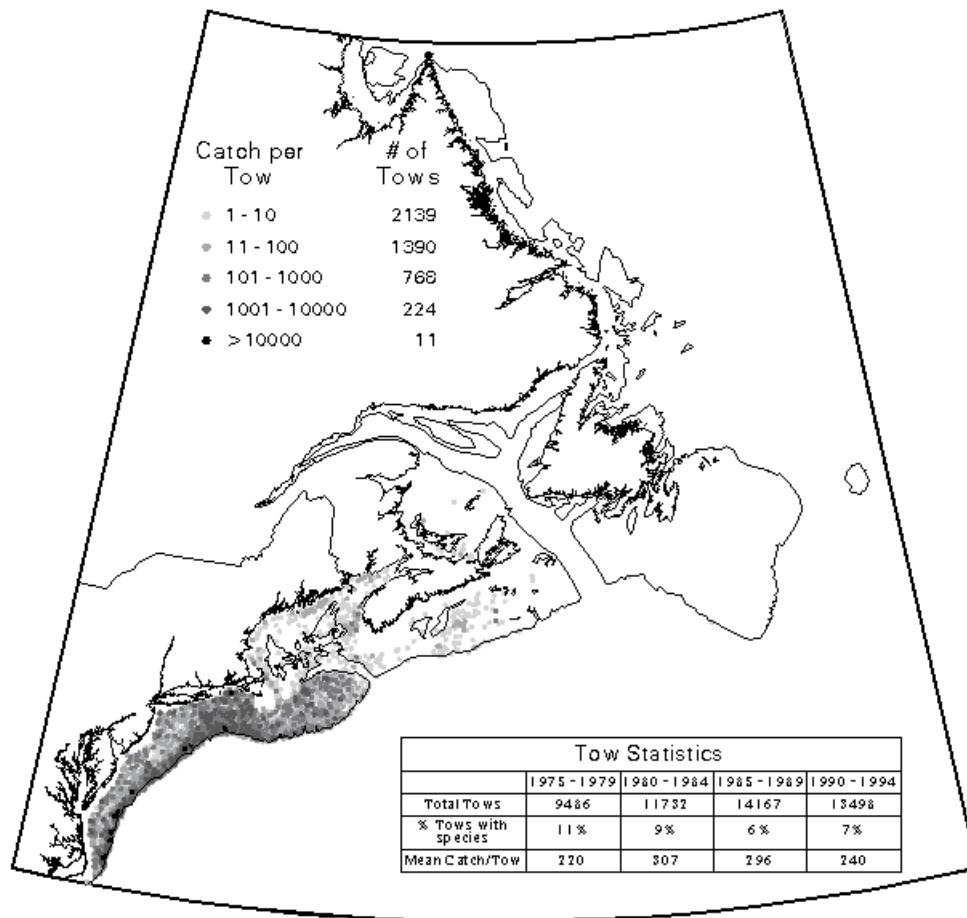 Catch per # of
Tow Tows
1 - 10 2139
11 - 100 1390
101 - 1000 768
1001 - 10000 224
> 10000 11
Tow Statistics
1975 - 1979 1980 - 1984 1985 - 1989 1990 - 1994
Total Tows 9486 11732 14167 13498
% Tows with species 11% 9% 6% 7%
Mean Catch/Tow 220 307 296 240